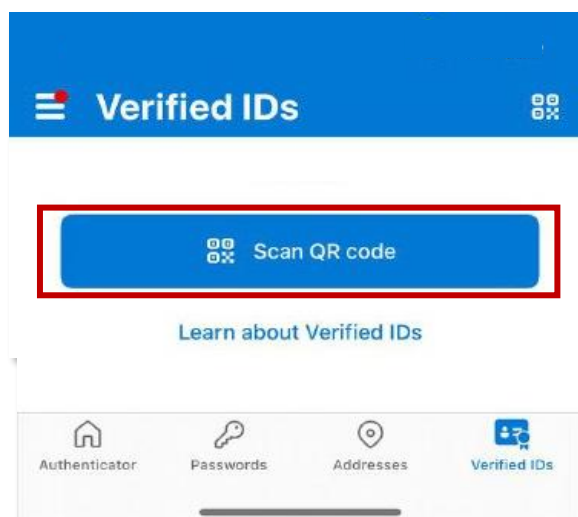 Verified IDs
Scan QR code
Learn about Verified IDs
Authenticator Passwords Addresses Verified IDs